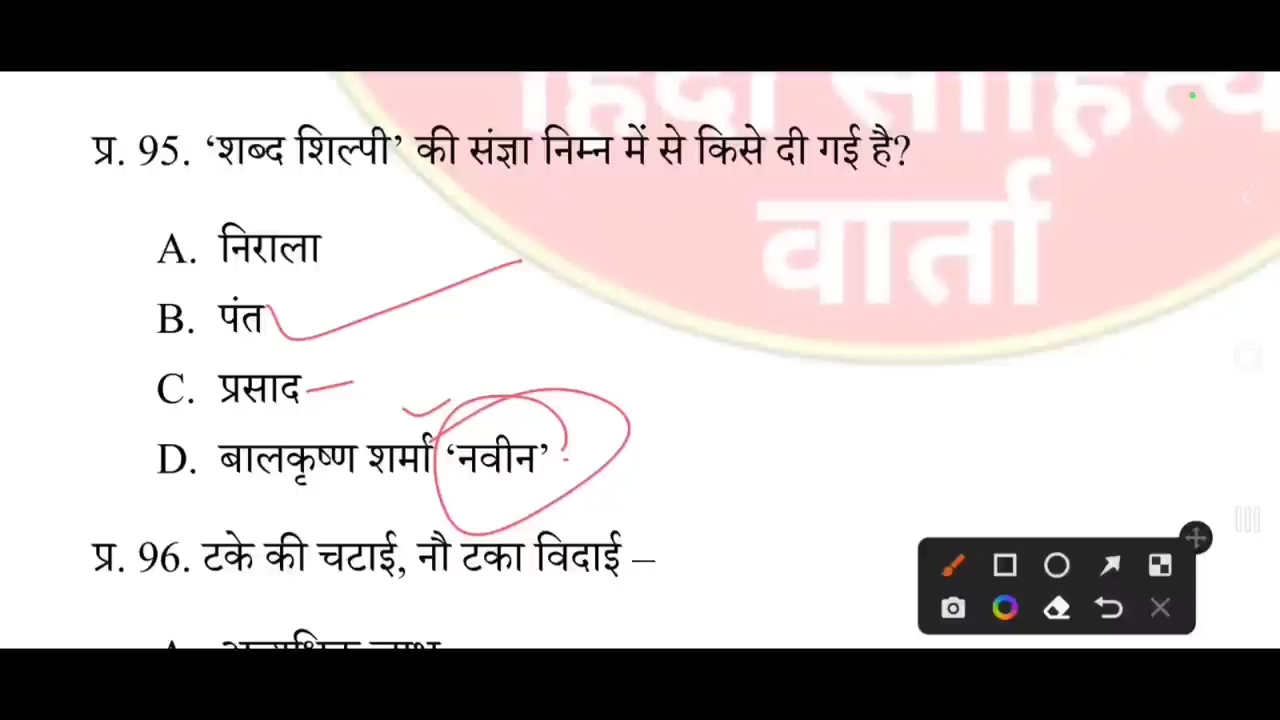 हिंदी साहित्य
वार्ता
प्र. 95. ‘शब्द शिल्पी’ की संज्ञा निम्न में से किसे दी गई है?
A. निराला
B. पंत
C. प्रसाद
D. बालकृष्ण शर्मा ‘नवीन’
प्र. 96. टके की चटाई, नौ टका विदाई –